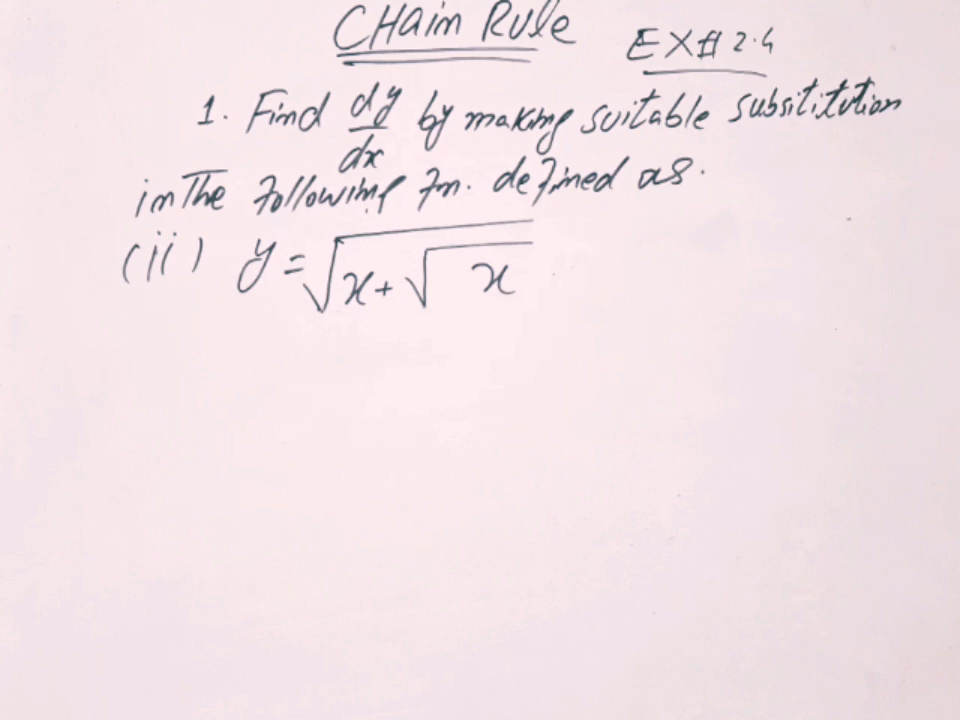 CHain Rule
EX# 2.4
1. Find dy/dx by making suitable subsititution
in The following fn. defined as.
(ii) y = √(x + √x)